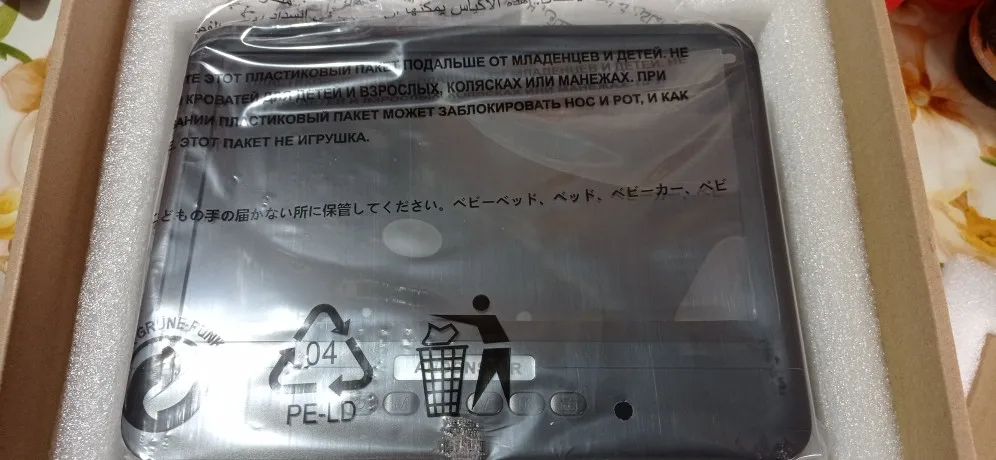 ЭТОТ ПЛАСТИКОВЫЙ ПАКЕТ ПОДАЛЬШЕ ОТ МЛАДЕНЦЕВ И ДЕТЕЙ. НЕ
КРОВАТЕЙ ДЛЯ ДЕТЕЙ И ВЗРОСЛЫХ, КОЛЯСКАХ ИЛИ МАНЕЖАХ. ПРИ
ПЛАСТИКОВЫЙ ПАКЕТ МОЖЕТ ЗАБЛОКИРОВАТЬ НОС И РОТ, И КАК
ЭТОТ ПАКЕТ НЕ ИГРУШКА.
どもの手の届かない所に保管してください。ベビーベッド、ベッド、ベビーカー、ベビ
GRÜNE PUNK
04
PE-LD